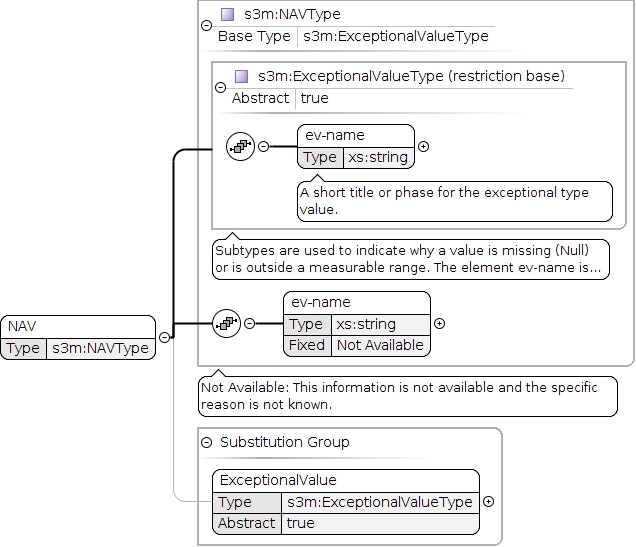 s3m:NAVType
Base Type s3m:ExceptionalValueType
s3m:ExceptionalValueType (restriction base)
Abstract true
ev-name
Type xs:string
A short title or phase for the exceptional type
value.
Subtypes are used to indicate why a value is missing (Null)
or is outside a measurable range. The element ev-name is...
NAV
Type s3m:NAVType
ev-name
Type xs:string
Fixed Not Available
Not Available: This information is not available and the specific
reason is not known.
Substitution Group
ExceptionalValue
Type s3m:ExceptionalValueType
Abstract true